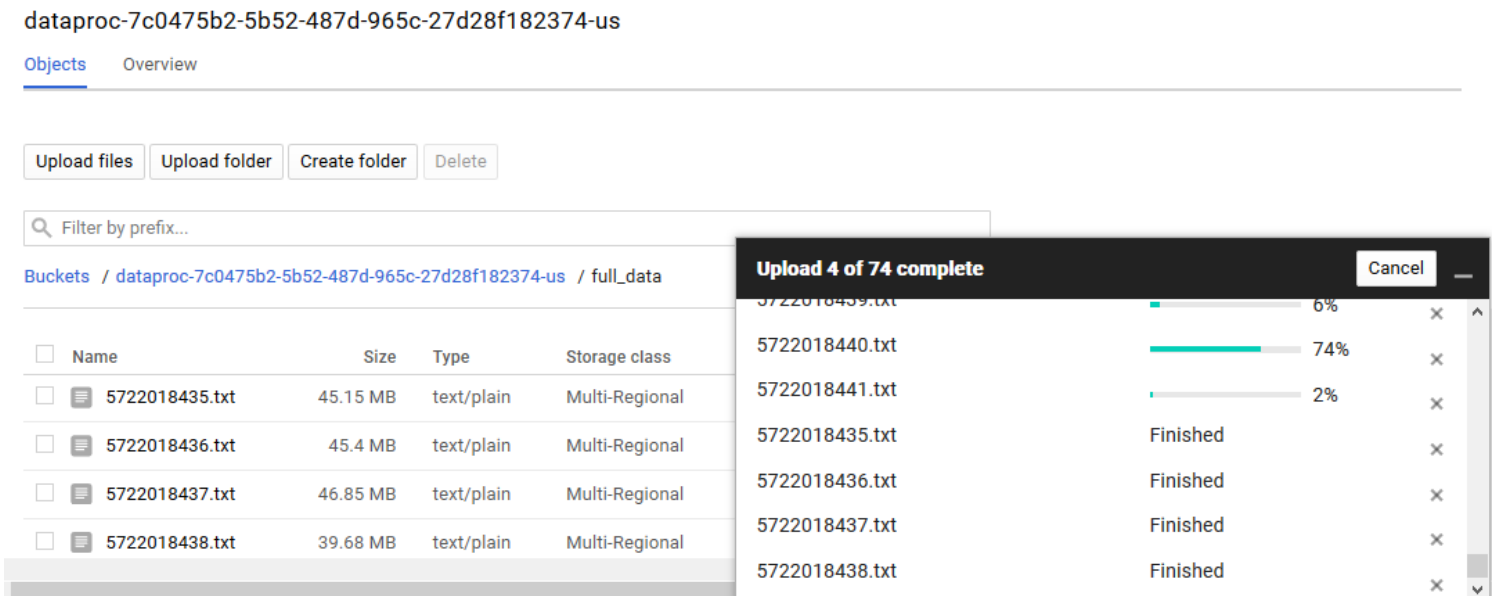 dataproc-7c0475b2-5b52-487d-965c-27d28f182374-us
Objects Overview
Upload files Upload folder Create folder Delete
Filter by prefix...
Buckets / dataproc-7c0475b2-5b52-487d-965c-27d28f182374-us / full_data
Name Size Type Storage class
5722018435.txt 45.15 MB text/plain Multi-Regional
5722018436.txt 45.4 MB text/plain Multi-Regional
5722018437.txt 46.85 MB text/plain Multi-Regional
5722018438.txt 39.68 MB text/plain Multi-Regional
Upload 4 of 74 complete Cancel
5722018439.txt 6%
5722018440.txt 74%
5722018441.txt 2%
5722018435.txt Finished
5722018436.txt Finished
5722018437.txt Finished
5722018438.txt Finished